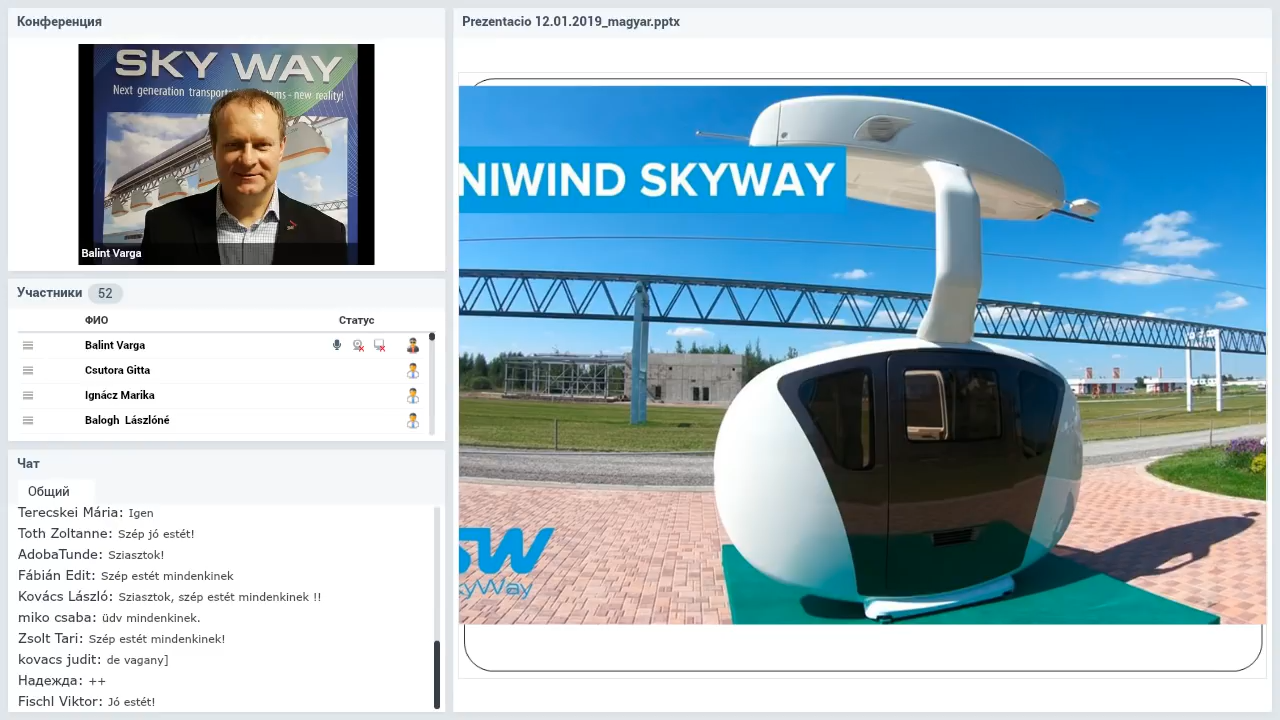 Конференция
SKY WAY
Next generation transporta ems - new reality!
Balint Varga
Участники 52
ФИО Статус
Balint Varga
Csutora Gitta
Ignácz Marika
Balogh Lászlóné
Чат
Общий
Terecskei Mária: Igen
Toth Zoltanne: Szép jó estét!
AdobaTunde: Sziasztok!
Fábián Edit: Szép estét mindenkinek
Kovács László: Sziasztok, szép estét mindenkinek !!
miko csaba: üdv mindenkinek.
Zsolt Tari: Szép estét mindenkinek!
kovacs judit: de vagany]
Надежда: ++
Fischl Viktor: Jó estét!
Prezentacio 12.01.2019_magyar.pptx
NIWIND SKYWAY
SW
kyWay